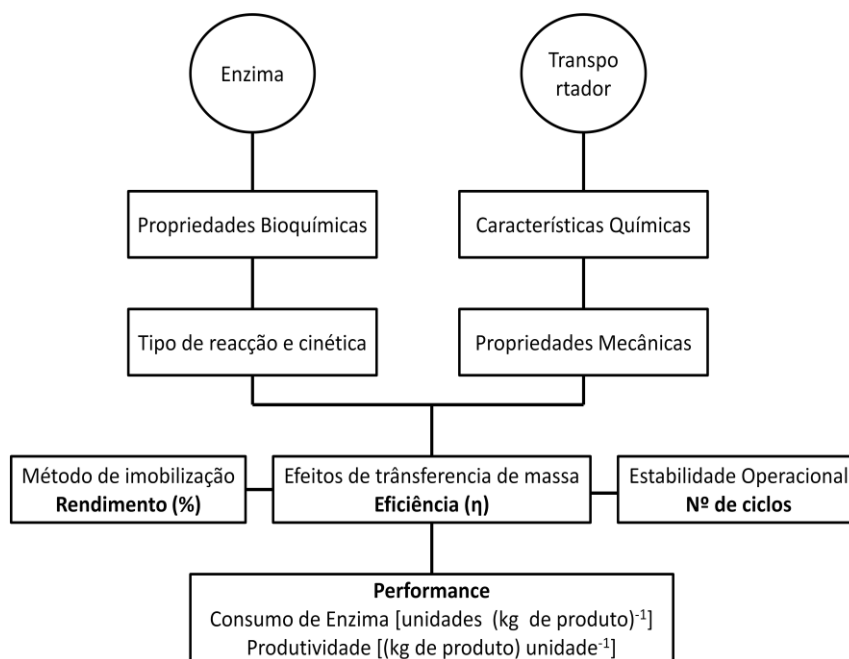 Enzima
Transpo
rtador
Propriedades Bioquímicas
Características Químicas
Tipo de reacção e cinética
Propriedades Mecânicas
Método de imobilização
Rendimento (%)
Efeitos de trânsferencia de massa
Eficiência (η)
Estabilidade Operacional
Nº de ciclos
Performance
Consumo de Enzima [unidades (kg de produto)⁻¹]
Produtividade [(kg de produto) unidade⁻¹]